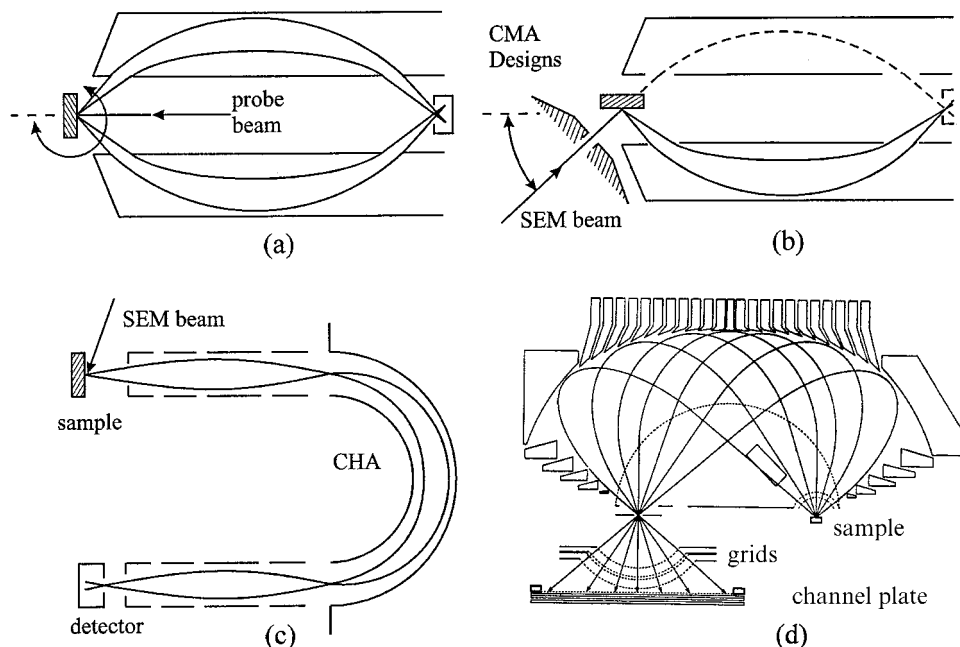 probe
beam
(a)
CMA
Designs
SEM beam
(b)
SEM beam
sample
CHA
detector
(c)
sample
grids
channel plate
(d)